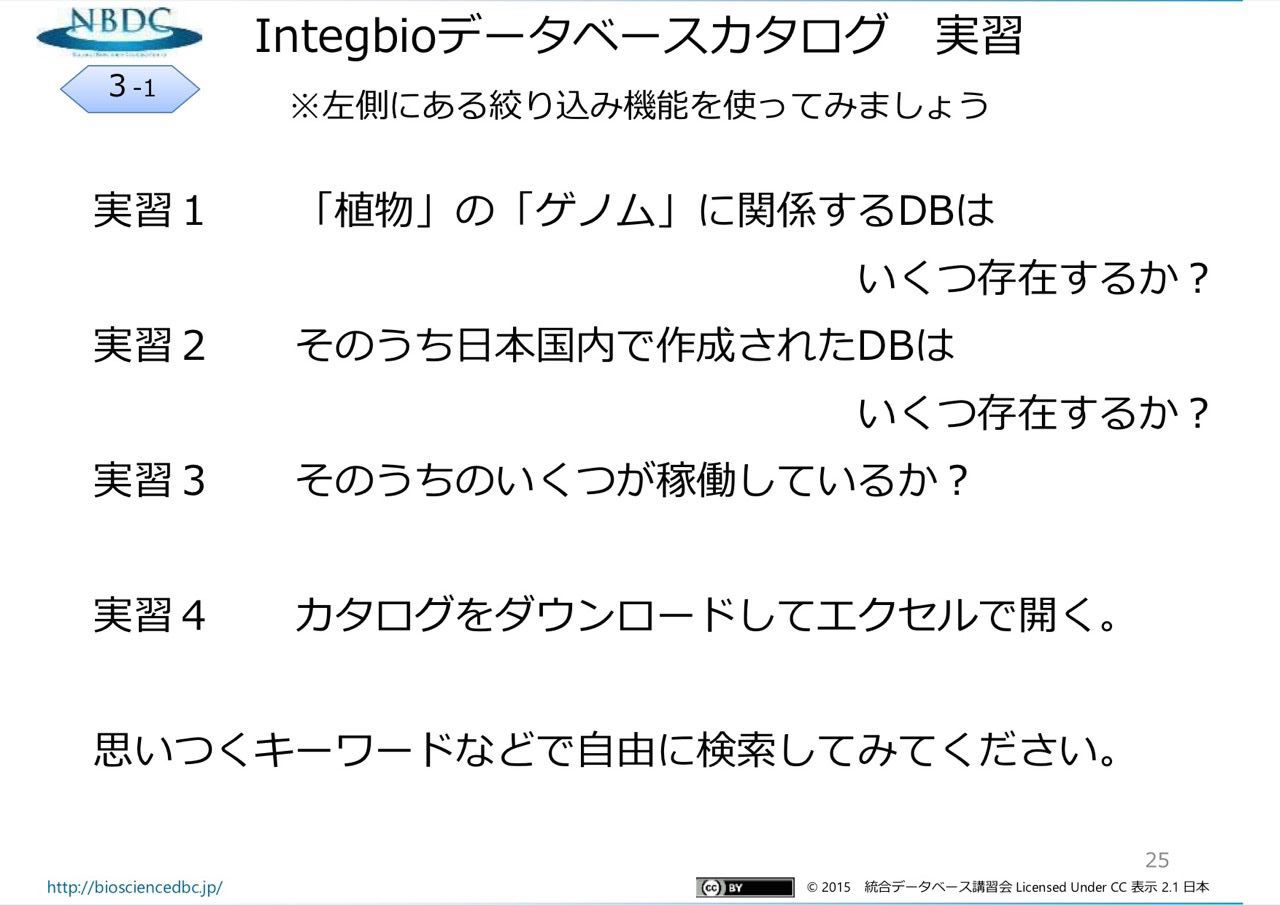 NBDC
Integbioデータベースカタログ　実習
3-1
※左側にある絞り込み機能を使ってみましょう
実習１　「植物」の「ゲノム」に関係するDBは
いくつ存在するか？
実習２　そのうち日本国内で作成されたDBは
いくつ存在するか？
実習３　そのうちのいくつが稼働しているか？
実習４　カタログをダウンロードしてエクセルで開く。
思いつくキーワードなどで自由に検索してみてください。
25
http://biosciencedbc.jp/
cc BY
© 2015　統合データベース講習会 Licensed Under CC 表示 2.1 日本